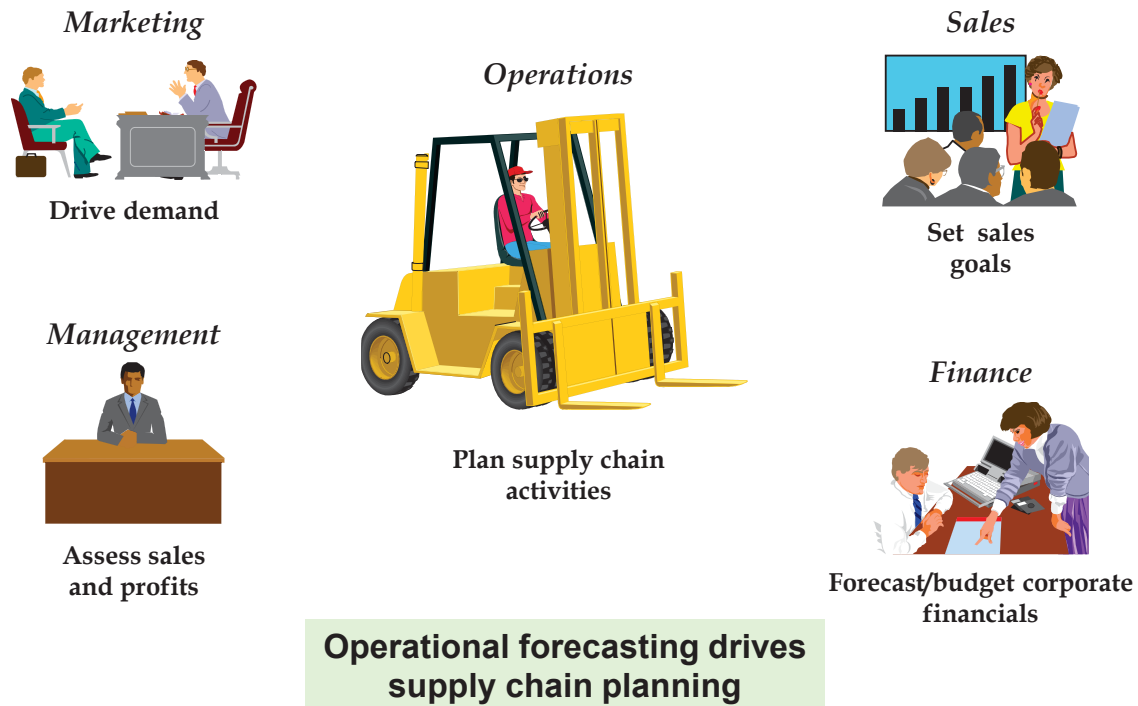 Marketing
Drive demand
Management
Assess sales
and profits
Operations
Plan supply chain
activities
Sales
Set sales
goals
Finance
Forecast/budget corporate
financials
Operational forecasting drives
supply chain planning